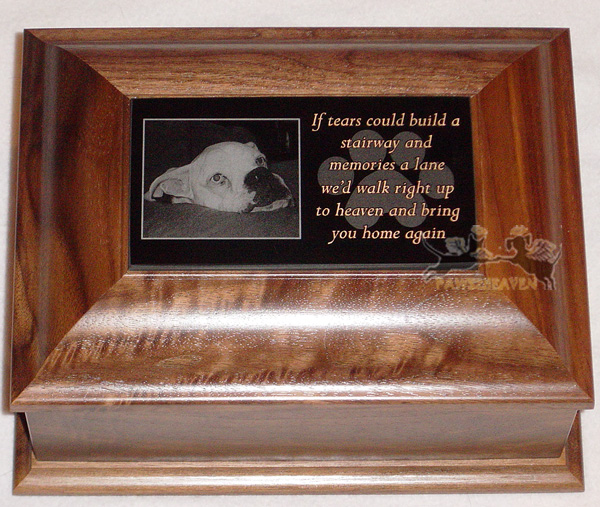 If tears could build a
stairway and
memories a lane
we'd walk right up
to heaven and bring
you home again
PAWS2HEAVEN